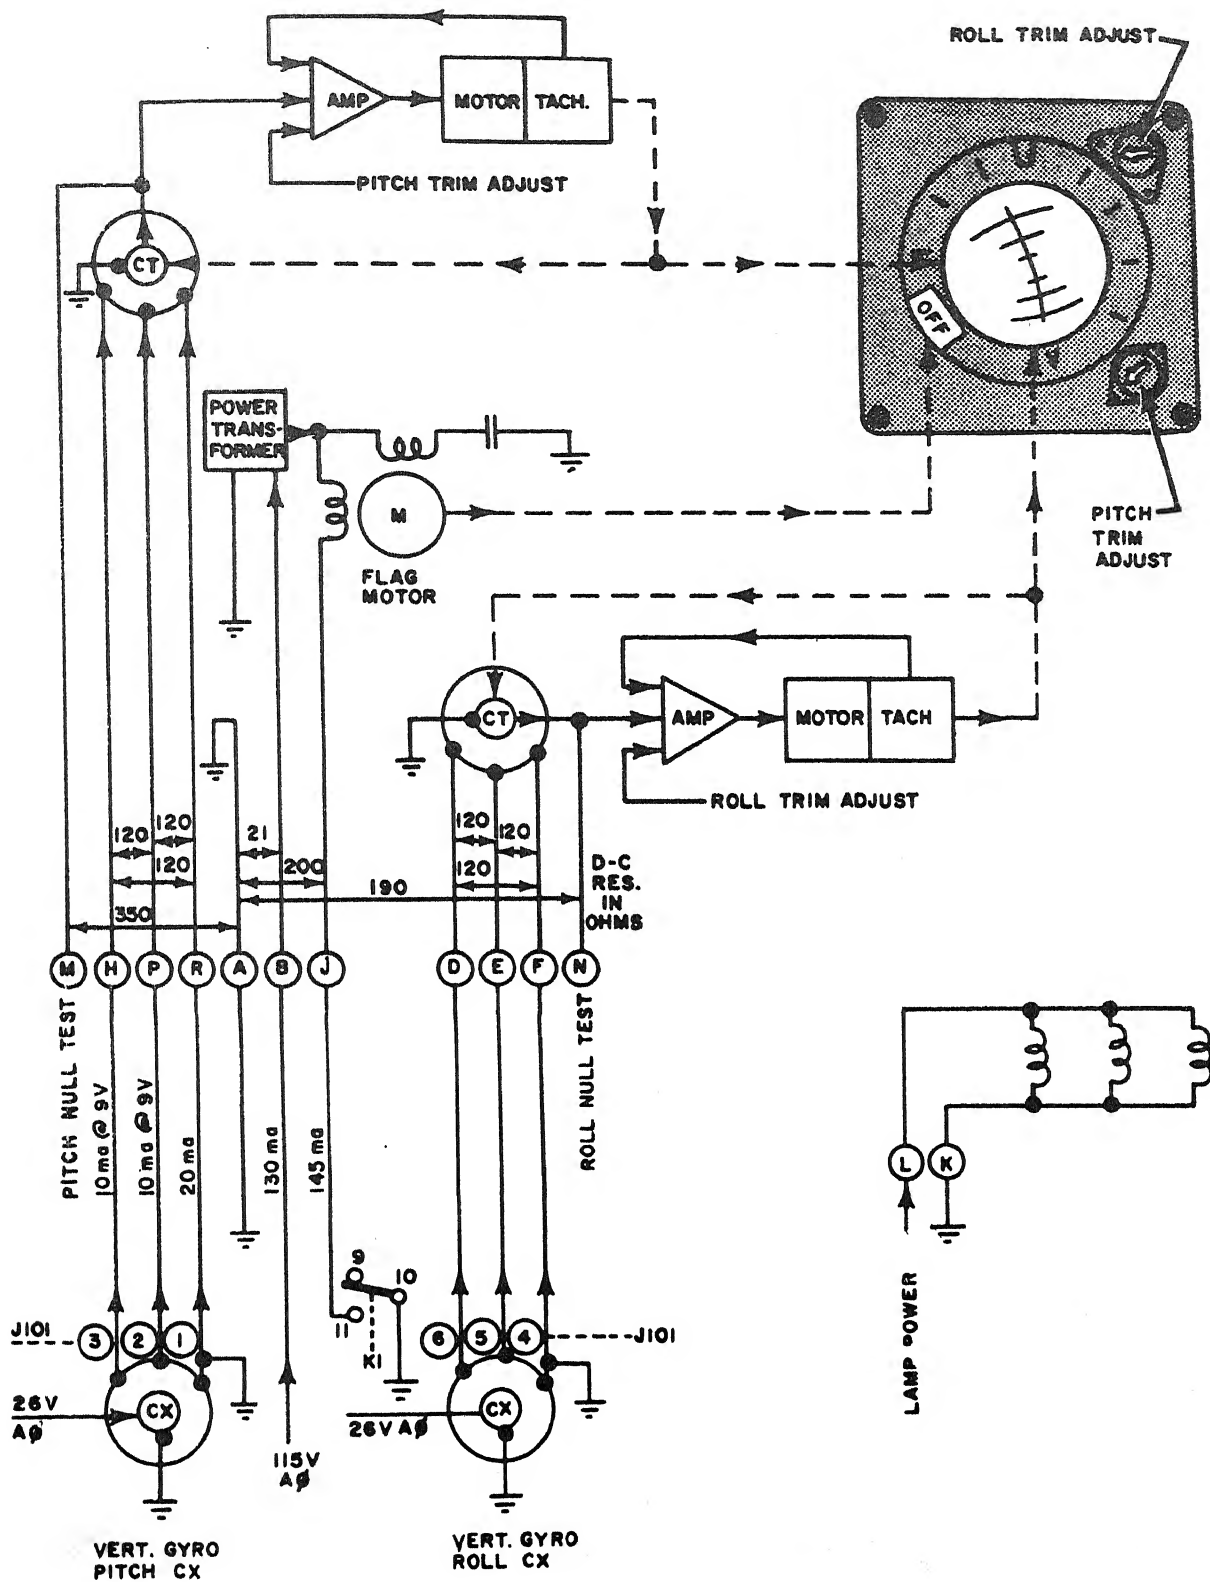 ROLL TRIM ADJUST
AMP
MOTOR
TACH.
PITCH TRIM ADJUST
CT
OFF
POWER
TRANS-
FORMER
M
FLAG
MOTOR
PITCH
TRIM
ADJUST
CT
AMP
MOTOR
TACH
ROLL TRIM ADJUST
120
120
120
21
200
190
350
120
120
120
D-C
RES.
IN
OHMS
M
H
P
R
A
B
J
D
E
F
N
PITCH NULL TEST
10 ma @ 9V
10 ma @ 9V
20 ma
130 ma
145 ma
ROLL NULL TEST
L
K
LAMP POWER
9
10
11
K1
J101
3
2
1
6
5
4
J101
26V
AØ
CX
115V
AØ
26V AØ
CX
VERT. GYRO
PITCH CX
VERT. GYRO
ROLL CX